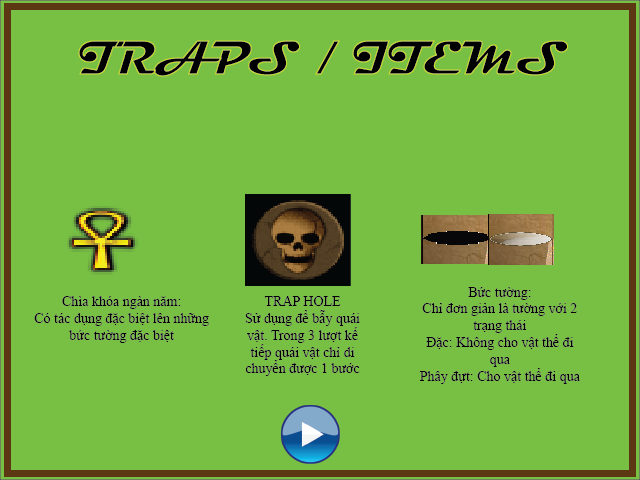 TRAPS / ITEMS
Chìa khóa ngàn năm:
Có tác dụng đặc biệt lên những
bức tường đặc biệt
TRAP HOLE
Sử dụng để bẫy quái
vật. Trong 3 lượt kế
tiếp quái vật chỉ di
chuyển được 1 bước
Bức tường:
Chỉ đơn giản là tường với 2
trạng thái
Đặc: Không cho vật thể đi
qua
Phây đựt: Cho vật thể đi qua